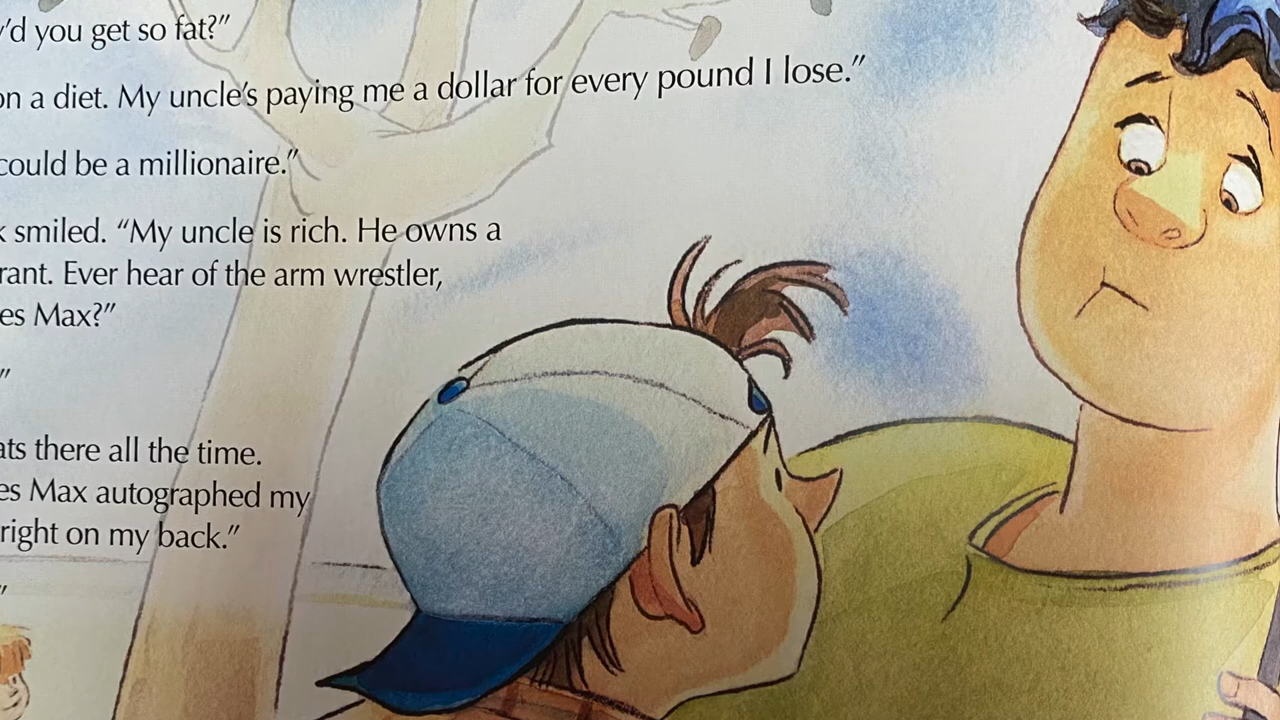 'd you get so fat?”
on a diet. My uncle’s paying me a dollar for every pound I lose.”
could be a millionaire.”
smiled. “My uncle is rich. He owns a
rant. Ever hear of the arm wrestler,
es Max?”
”
ats there all the time.
es Max autographed my
right on my back.”
”